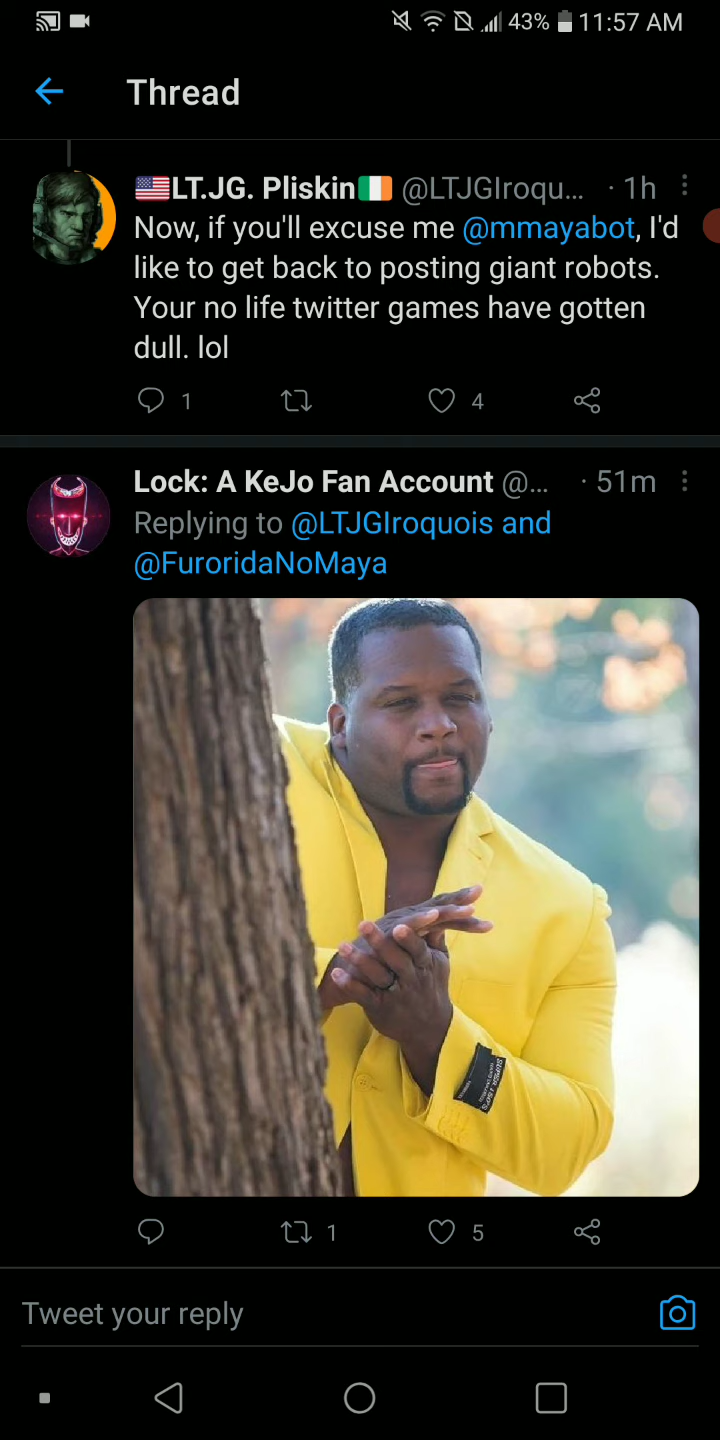 43% 11:57 AM
Thread
LT.JG. Pliskin @LTJGIroqu... · 1h
Now, if you'll excuse me @mmayabot, I'd
like to get back to posting giant robots.
Your no life twitter games have gotten
dull. lol
1 4
Lock: A KeJo Fan Account @... · 51m
Replying to @LTJGIroquois and
@FuroridaNoMaya
1 5
Tweet your reply